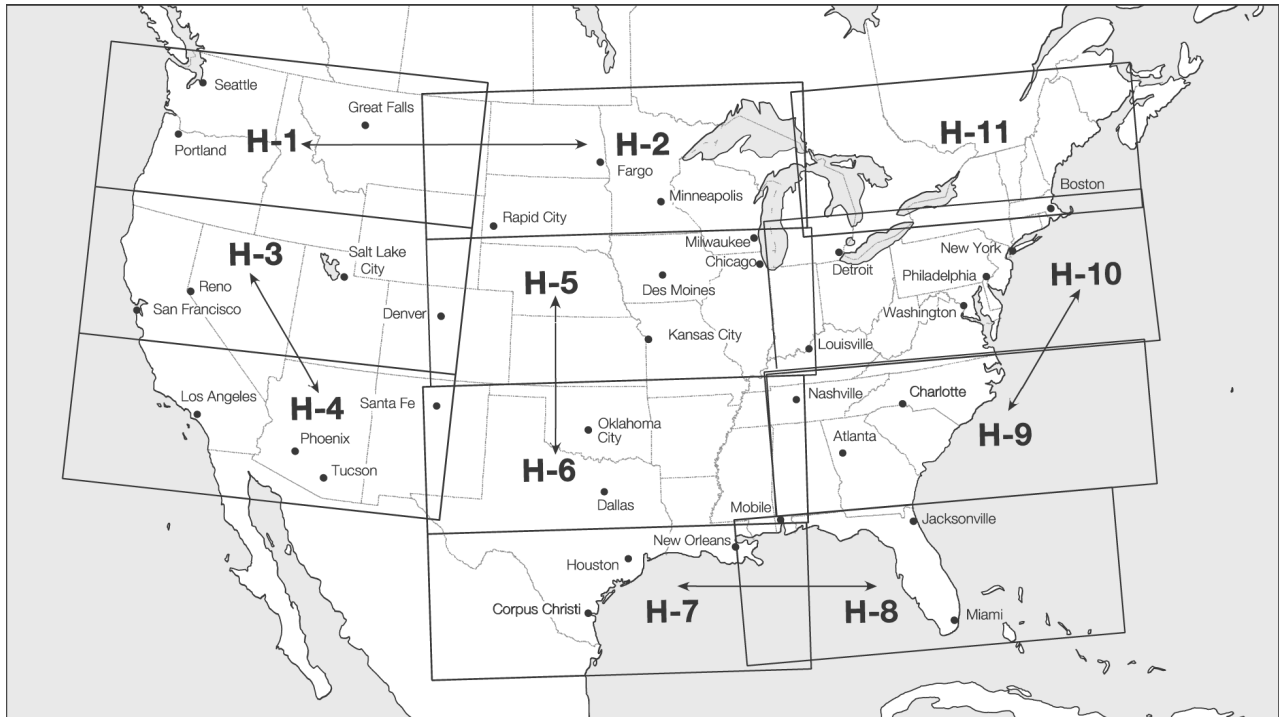 Seattle
Great Falls
H-1
H-2
H-11
Portland
Fargo
Boston
Minneapolis
Rapid City
H-3
Salt Lake
City
Milwaukee
New York
Chicago
Detroit
Philadelphia
H-10
Reno
H-5
Des Moines
San Francisco
Denver
Washington
Kansas City
Louisville
Los Angeles
H-4
Santa Fe
Nashville
Charlotte
Phoenix
Oklahoma
City
Atlanta
H-9
Tucson
H-6
Dallas
Mobile
Jacksonville
New Orleans
Houston
Corpus Christi
H-7
H-8
Miami